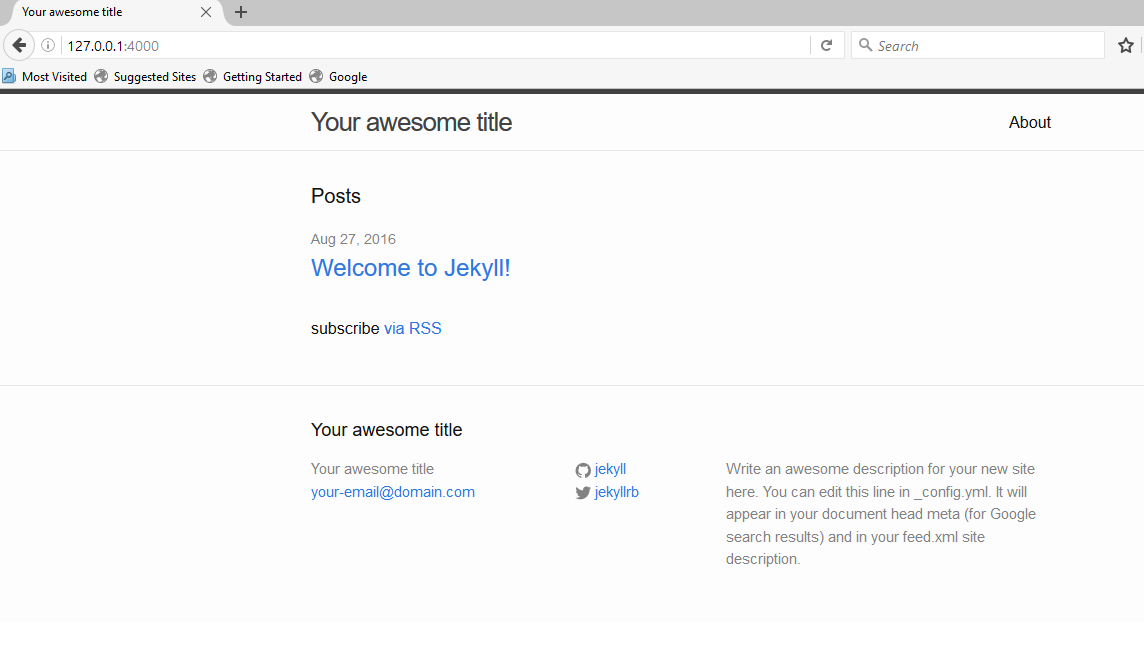 Your awesome title
127.0.0.1:4000
Search
Most Visited Suggested Sites Getting Started Google
Your awesome title
About
Posts
Aug 27, 2016
Welcome to Jekyll!
subscribe via RSS
Your awesome title
Your awesome title
your-email@domain.com
jekyll
jekyllrb
Write an awesome description for your new site
here. You can edit this line in _config.yml. It will
appear in your document head meta (for Google
search results) and in your feed.xml site
description.